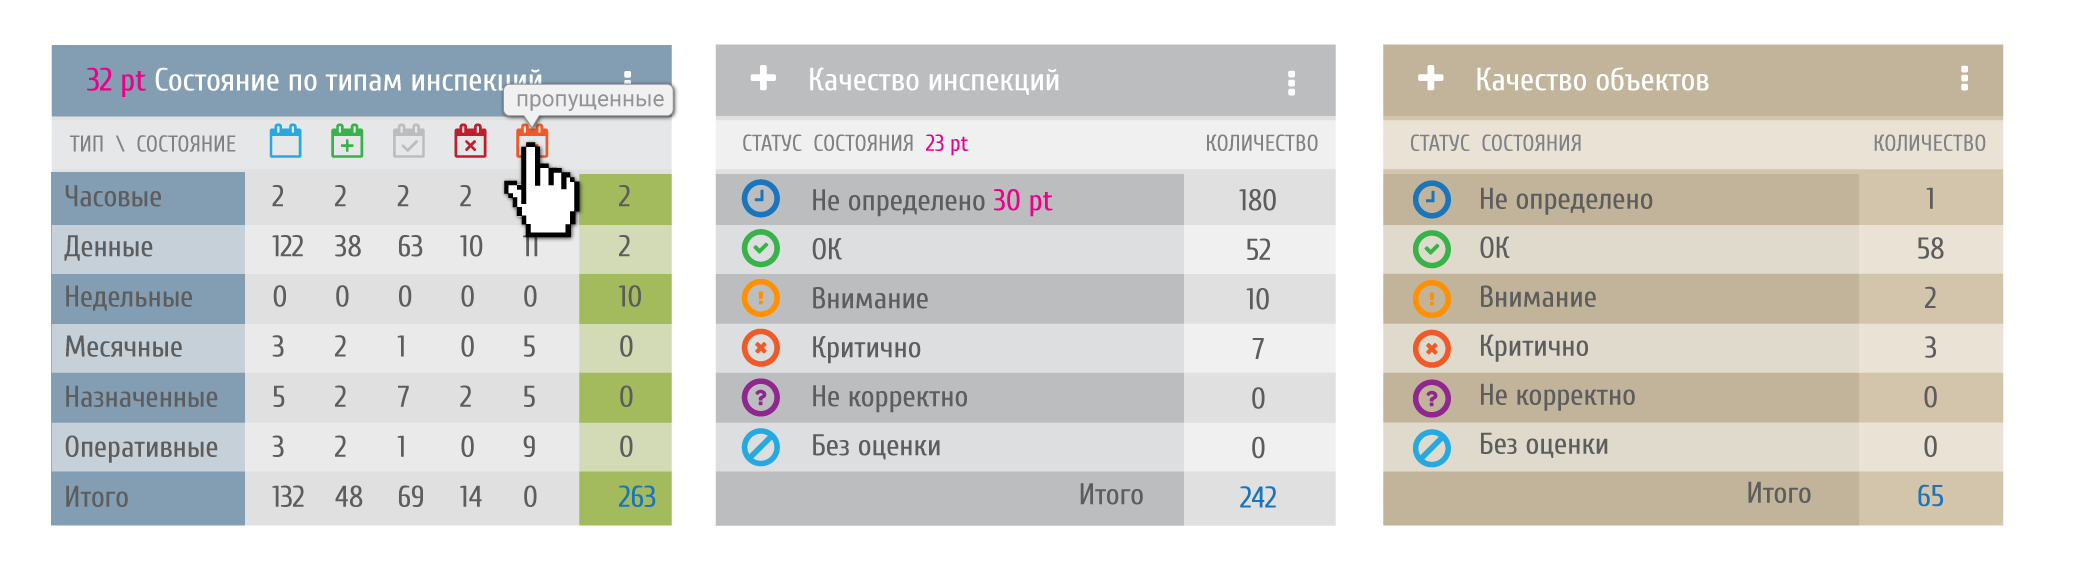 32 pt Состояние по типам инспекций
пропущенные
ТИП \ СОСТОЯНИЕ
Часовые 2 2 2 2 2
Денные 122 38 63 10 11 2
Недельные 0 0 0 0 0 10
Месячные 3 2 1 0 5 0
Назначенные 5 2 7 2 5 0
Оперативные 3 2 1 0 9 0
Итого 132 48 69 14 0 263
Качество инспекций
СТАТУС СОСТОЯНИЯ 23 pt КОЛИЧЕСТВО
Не определено 30 pt 180
ОК 52
Внимание 10
Критично 7
Не корректно 0
Без оценки 0
Итого 242
Качество объектов
СТАТУС СОСТОЯНИЯ КОЛИЧЕСТВО
Не определено 1
ОК 58
Внимание 2
Критично 3
Не корректно 0
Без оценки 0
Итого 65